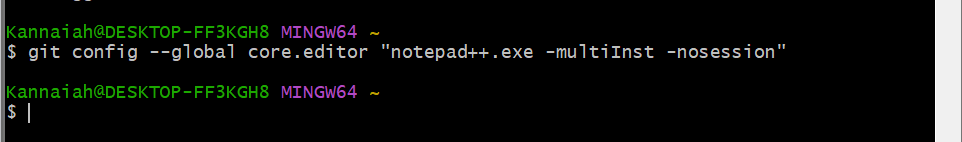 Kannaiah@DESKTOP-FF3KGH8 MINGW64 ~
$ git config --global core.editor "notepad++.exe -multiInst -nosession"
Kannaiah@DESKTOP-FF3KGH8 MINGW64 ~
$